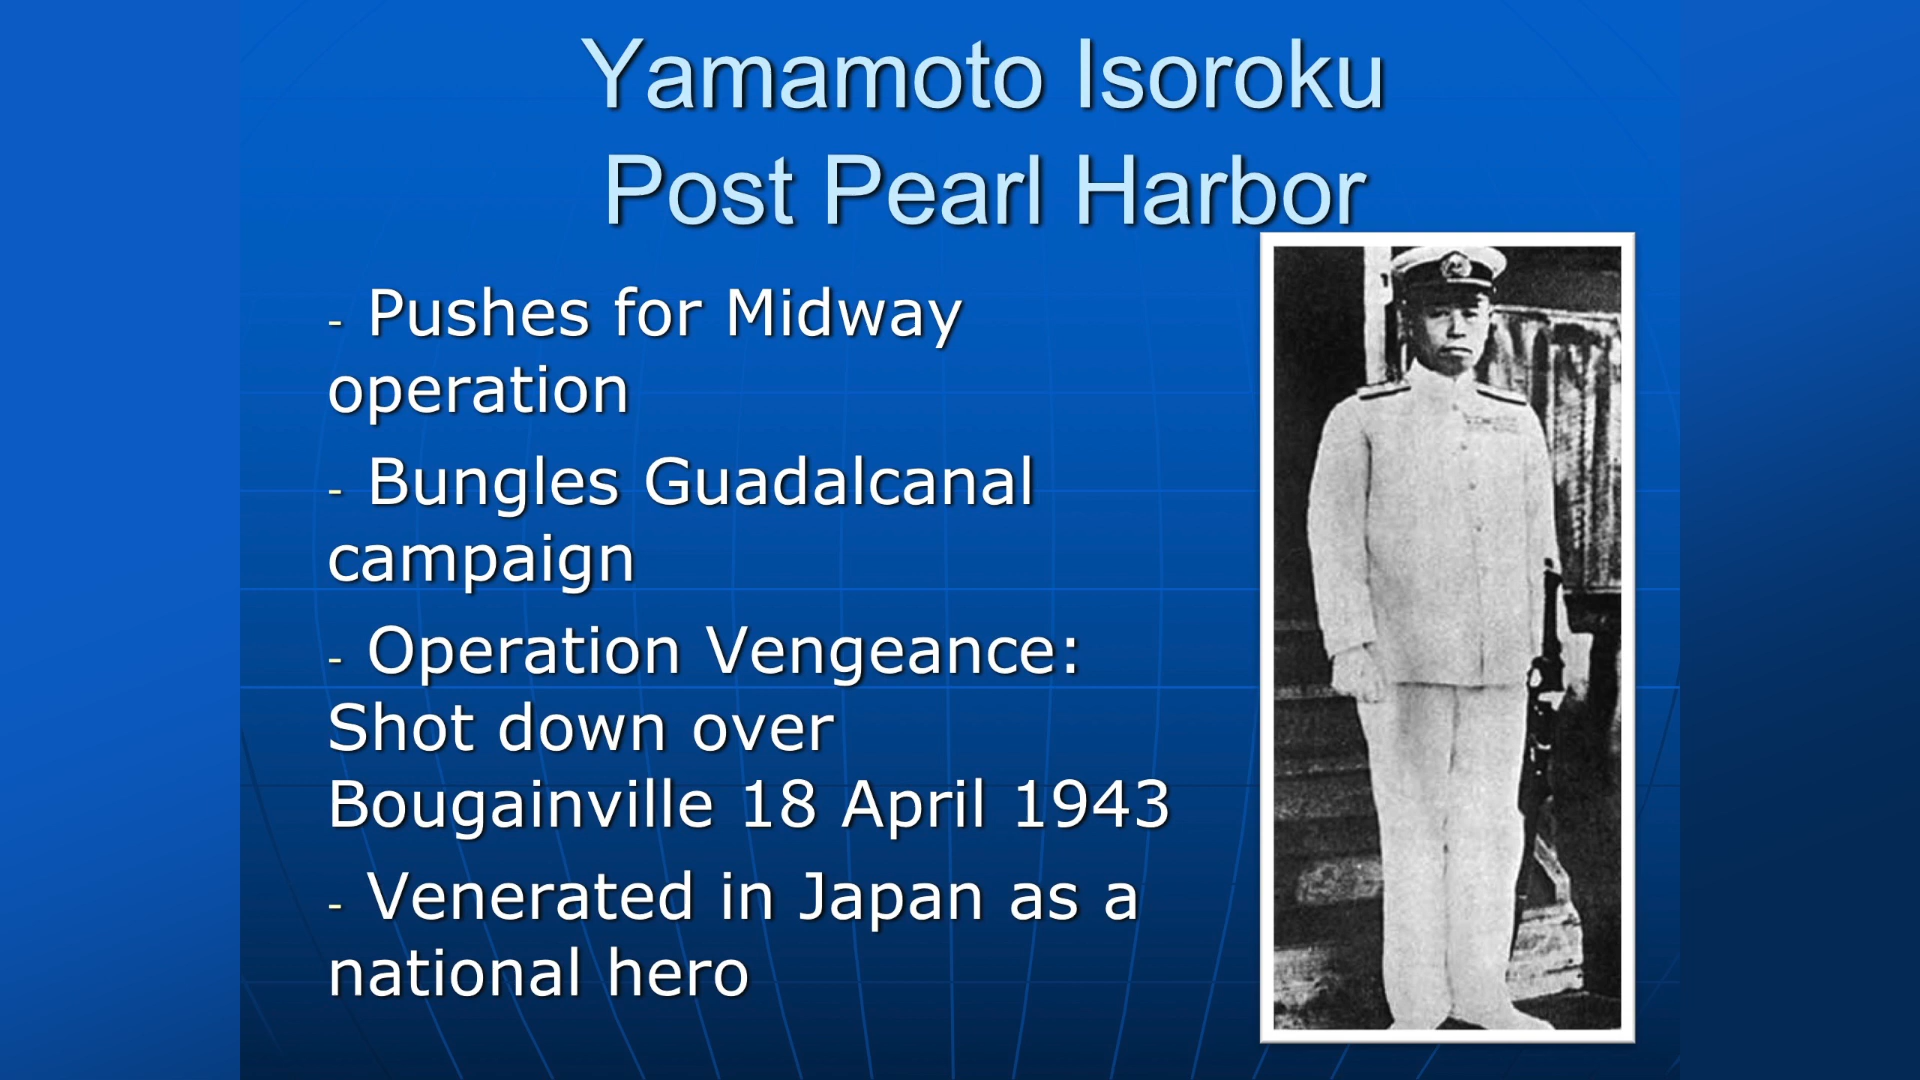 Yamamoto Isoroku
Post Pearl Harbor
- Pushes for Midway
operation
- Bungles Guadalcanal
campaign
- Operation Vengeance:
Shot down over
Bougainville 18 April 1943
- Venerated in Japan as a
national hero